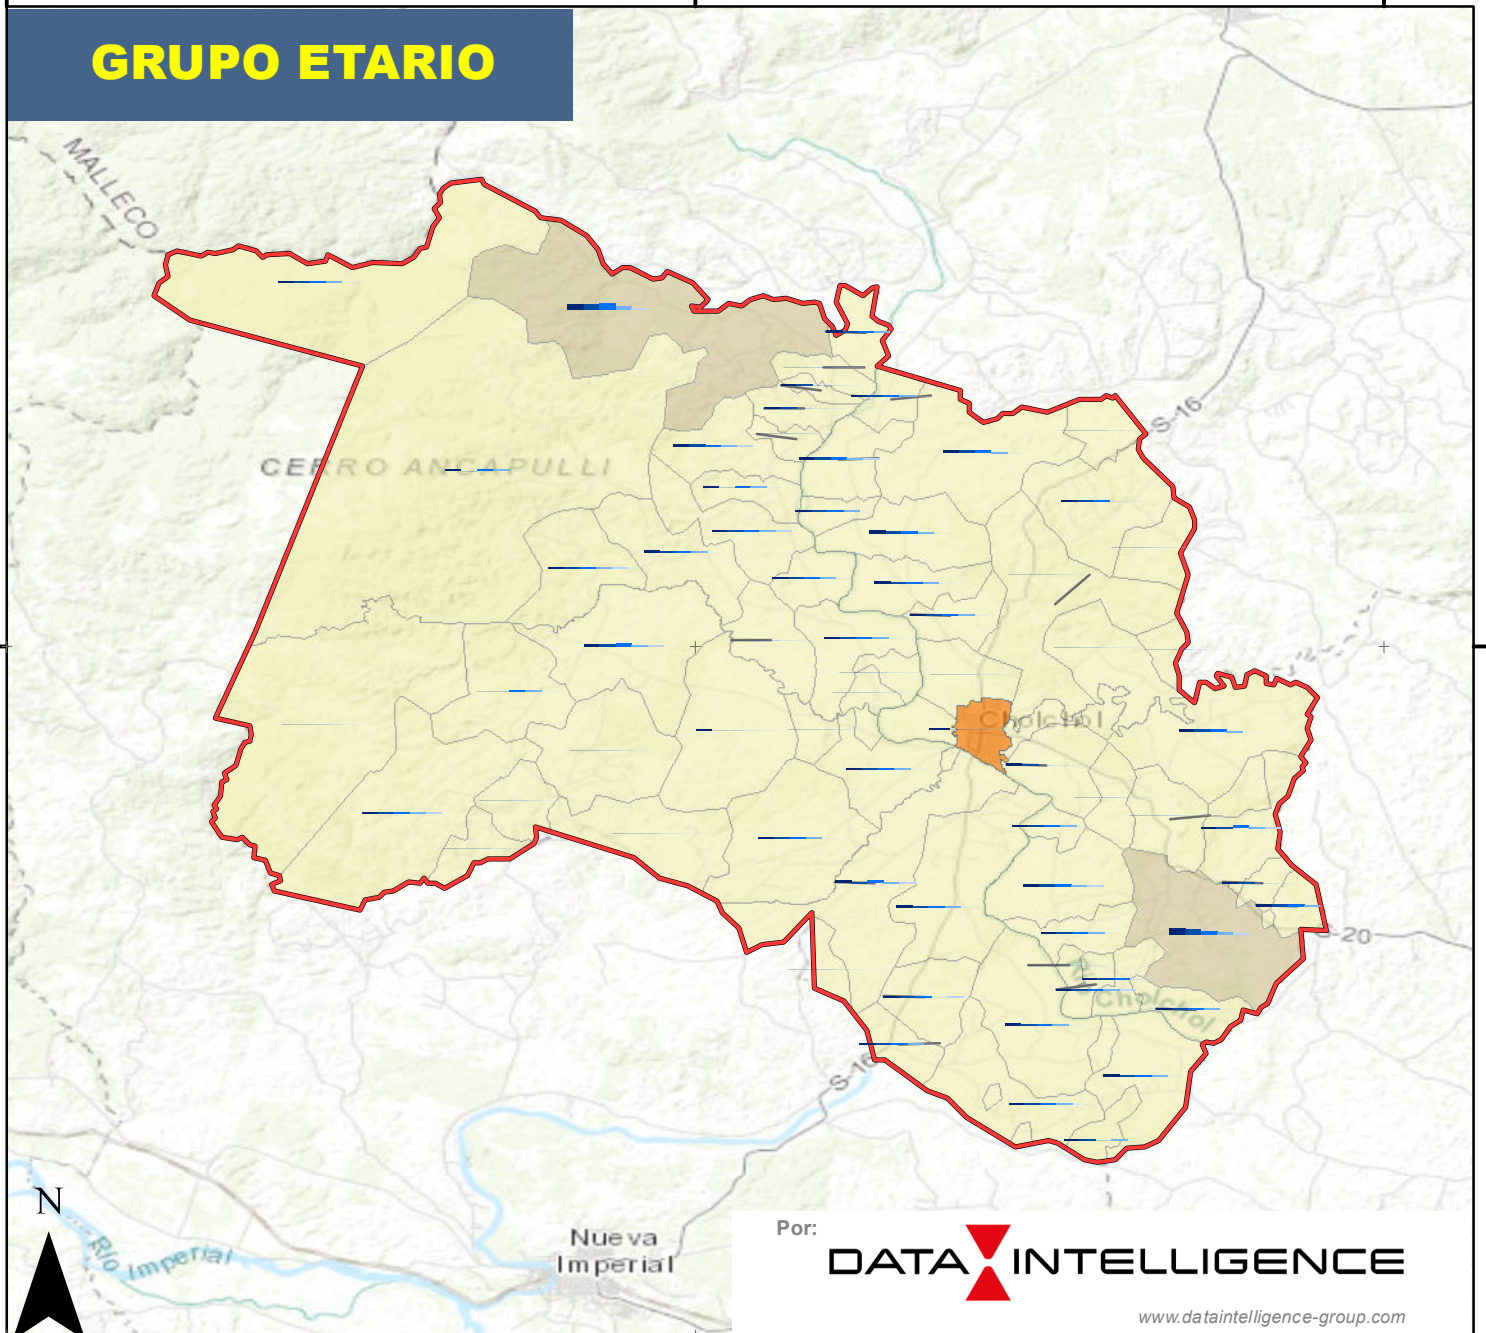 GRUPO ETARIO
MALLECO
S-16
CERRO ANCAPULLI
Cholchol
S-20
Río Cholchol
S-16
N
Río Imperial
Nueva
Imperial
Por:
DATA INTELLIGENCE
www.dataintelligence-group.com